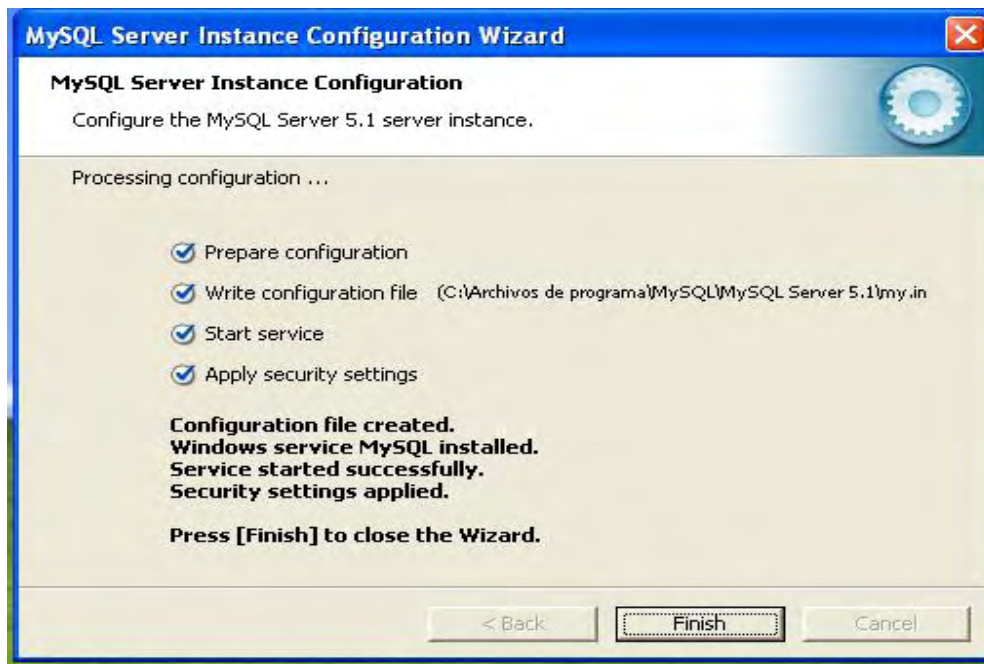 MySQL Server Instance Configuration Wizard
MySQL Server Instance Configuration
Configure the MySQL Server 5.1 server instance.
Processing configuration ...
Prepare configuration
Write configuration file (C:\Archivos de programa\MySQL\MySQL Server 5.1\my.in
Start service
Apply security settings
Configuration file created.
Windows service MySQL installed.
Service started successfully.
Security settings applied.
Press [Finish] to close the Wizard.
< Back Finish Cancel